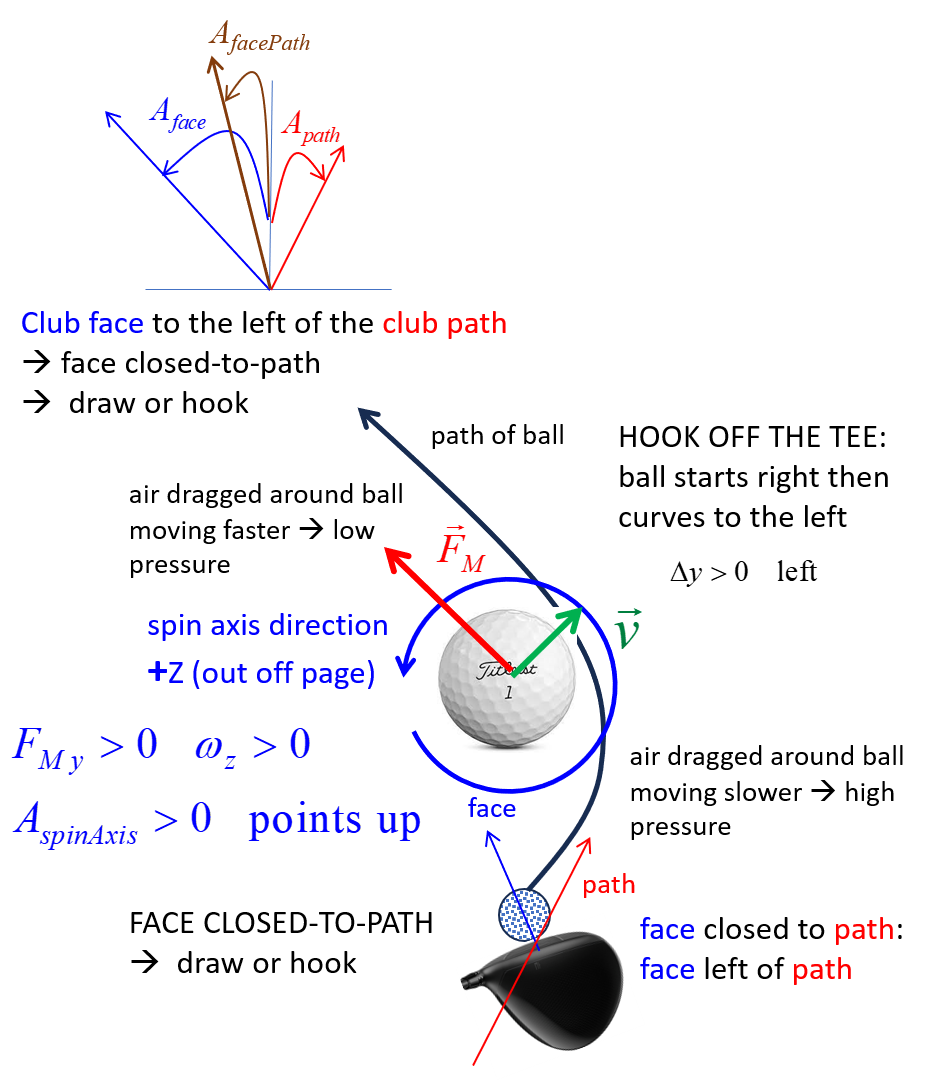 A_facePath
A_face
A_path
Club face to the left of the club path
→ face closed-to-path
→ draw or hook
path of ball
HOOK OFF THE TEE:
ball starts right then
curves to the left
Δy > 0 left
air dragged around ball
moving faster → low
pressure
F⃗_M
v⃗
spin axis direction
+Z (out off page)
Titleist
1
F_My > 0 ω_z > 0
A_spinAxis > 0 points up
air dragged around ball
moving slower → high
pressure
face
path
FACE CLOSED-TO-PATH
→ draw or hook
face closed to path:
face left of path